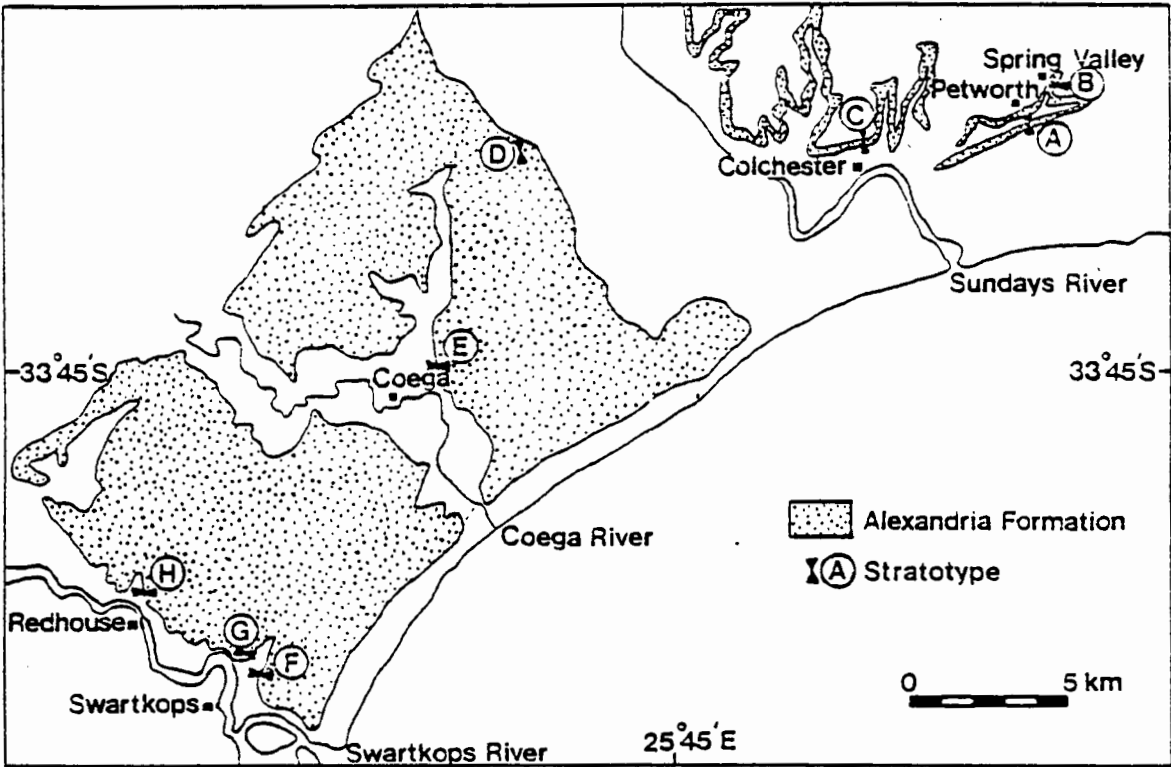 Spring Valley
Petworth
B
C
A
D
Colchester
Sundays River
E
33°45'S
Coega
33°45'S
Alexandria Formation
Coega River
A Stratotype
H
Redhouse
G
F
0 5 km
Swartkops
25°45'E
Swartkops River